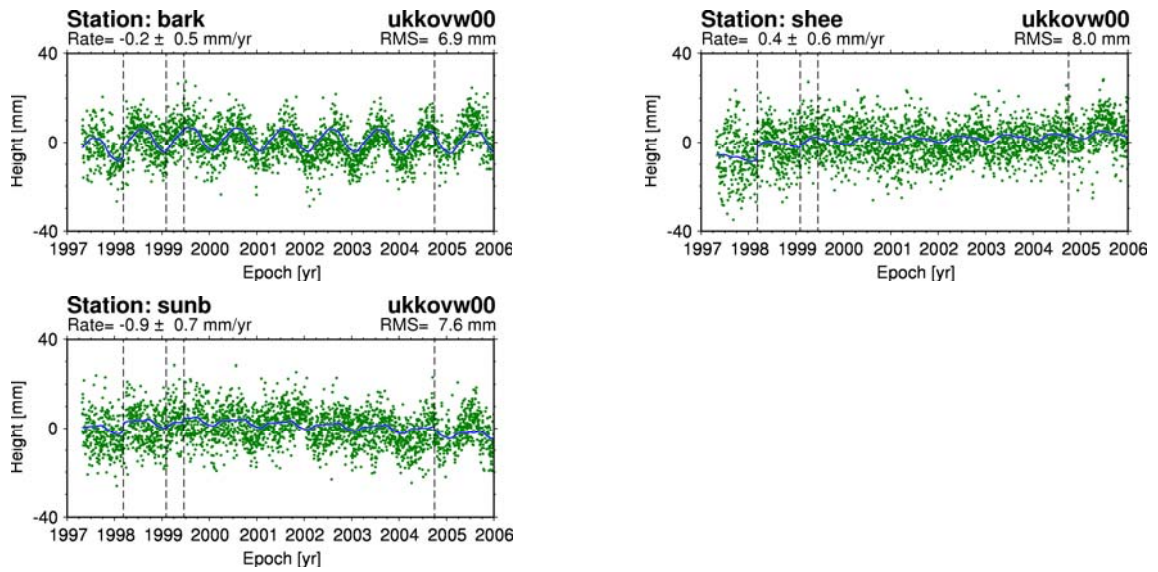 Station: bark ukkovw00
Rate= -0.2 ± 0.5 mm/yr RMS= 6.9 mm
40
0
-40
Height [mm]
1997 1998 1999 2000 2001 2002 2003 2004 2005 2006
Epoch [yr]
Station: shee ukkovw00
Rate= 0.4 ± 0.6 mm/yr RMS= 8.0 mm
40
0
-40
Height [mm]
1997 1998 1999 2000 2001 2002 2003 2004 2005 2006
Epoch [yr]
Station: sunb ukkovw00
Rate= -0.9 ± 0.7 mm/yr RMS= 7.6 mm
40
0
-40
Height [mm]
1997 1998 1999 2000 2001 2002 2003 2004 2005 2006
Epoch [yr]